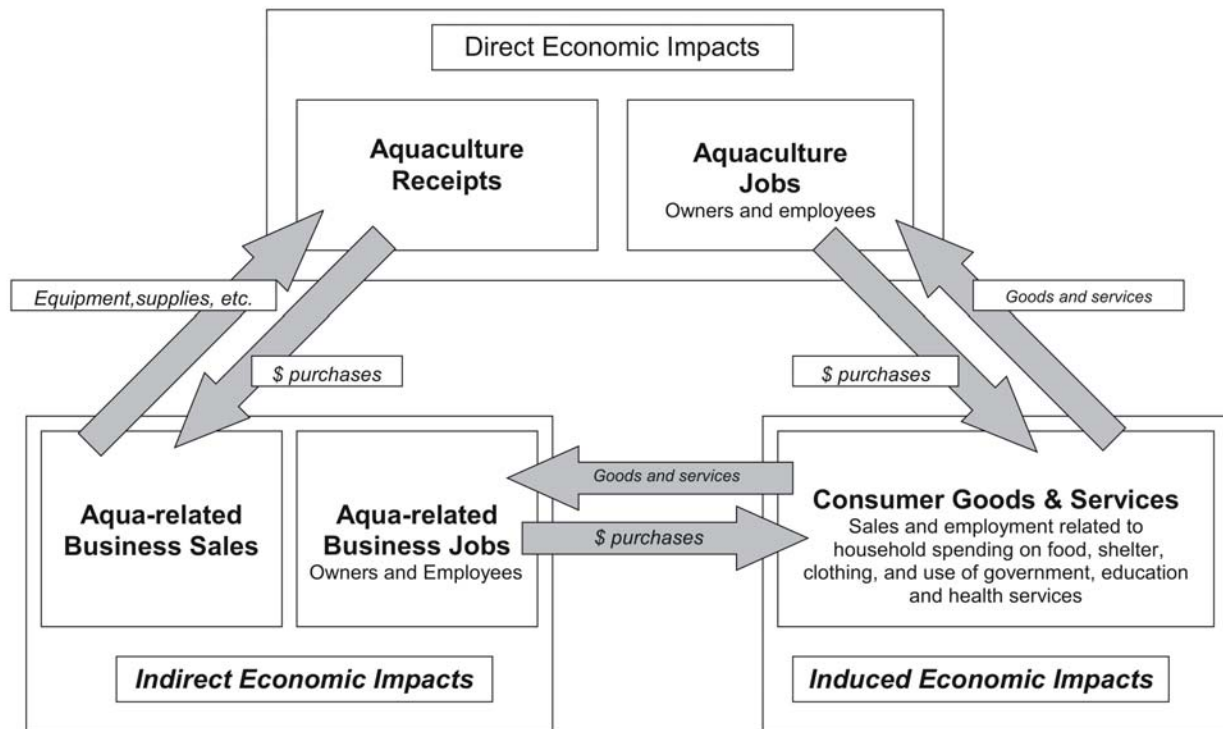 Direct Economic Impacts
Aquaculture
Receipts
Aquaculture
Jobs
Owners and employees
Equipment,supplies, etc.
Goods and services
$ purchases
$ purchases
Aqua-related
Business Sales
Aqua-related
Business Jobs
Owners and Employees
Goods and services
$ purchases
Consumer Goods & Services
Sales and employment related to
household spending on food, shelter,
clothing, and use of government, education
and health services
Indirect Economic Impacts
Induced Economic Impacts